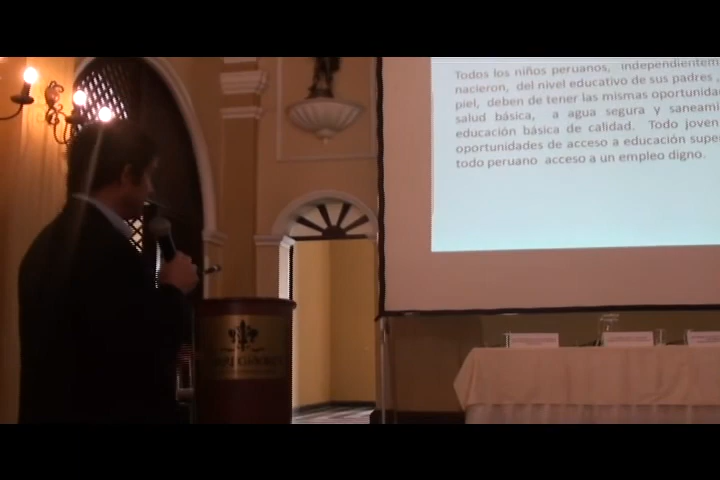 Todos los niños peruanos, independientem
nacieron, del nivel educativo de sus padres
piel, deben de tener las mismas oportunidad
salud básica, a agua segura y saneami
educación básica de calidad. Todo joven
oportunidades de acceso a educación super
todo peruano acceso a un empleo digno.